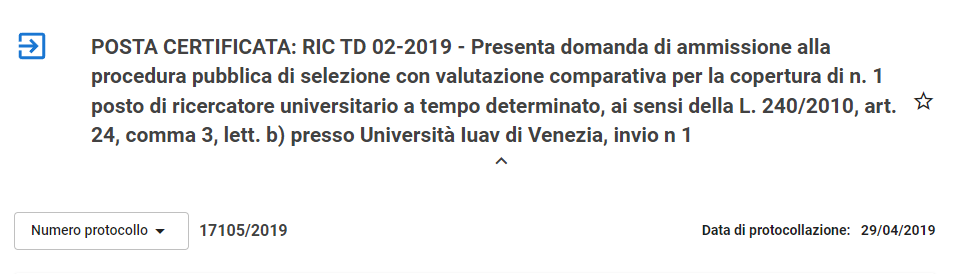 POSTA CERTIFICATA: RIC TD 02-2019 - Presenta domanda di ammissione alla
procedura pubblica di selezione con valutazione comparativa per la copertura di n. 1
posto di ricercatore universitario a tempo determinato, ai sensi della L. 240/2010, art.
24, comma 3, lett. b) presso Università Iuav di Venezia, invio n 1
Numero protocollo 17105/2019 Data di protocollazione: 29/04/2019